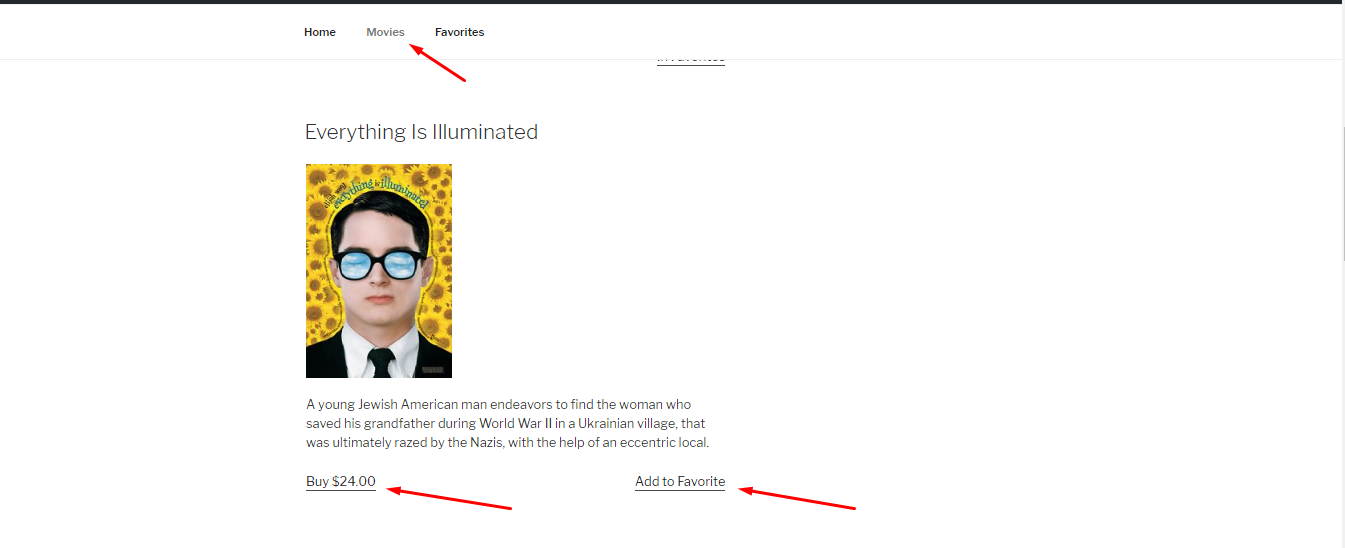 Home Movies Favorites
In Favorites
Everything Is Illuminated
elijah wood
everything is illuminated
A young Jewish American man endeavors to find the woman who
saved his grandfather during World War II in a Ukrainian village, that
was ultimately razed by the Nazis, with the help of an eccentric local.
Buy $24.00 Add to Favorite